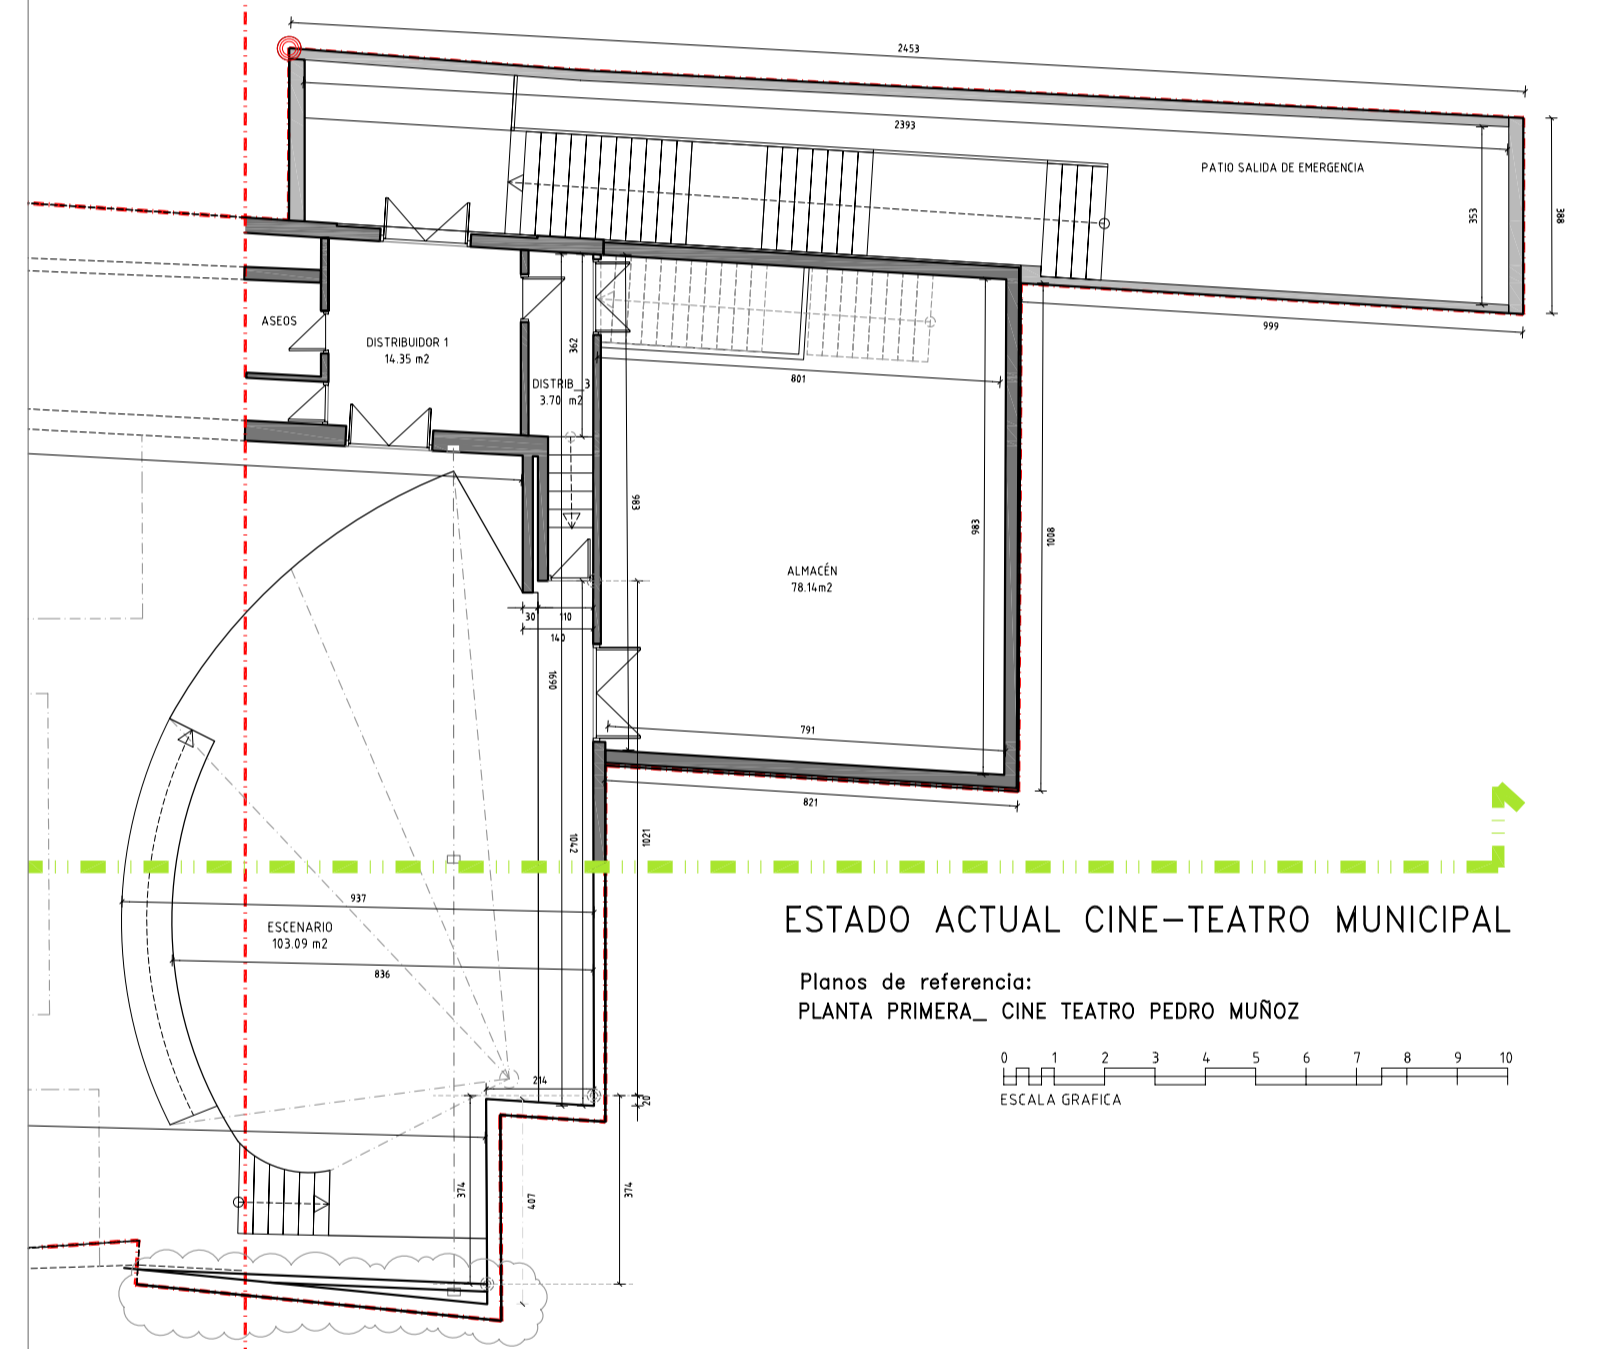 2453
2393
PATIO SALIDA DE EMERGENCIA
353
388
999
ASEOS
DISTRIBUIDOR 1
14.35 m2
362
DISTRIB_3
3.70 m2
801
983
983
1008
ALMACÉN
78.14m2
30
110
140
1690
791
821
1042
1021
937
ESCENARIO
103.09 m2
836
ESTADO ACTUAL CINE-TEATRO MUNICIPAL
Planos de referencia:
PLANTA PRIMERA_ CINE TEATRO PEDRO MUÑOZ
0 1 2 3 4 5 6 7 8 9 10
ESCALA GRAFICA
214
20
374
407
374